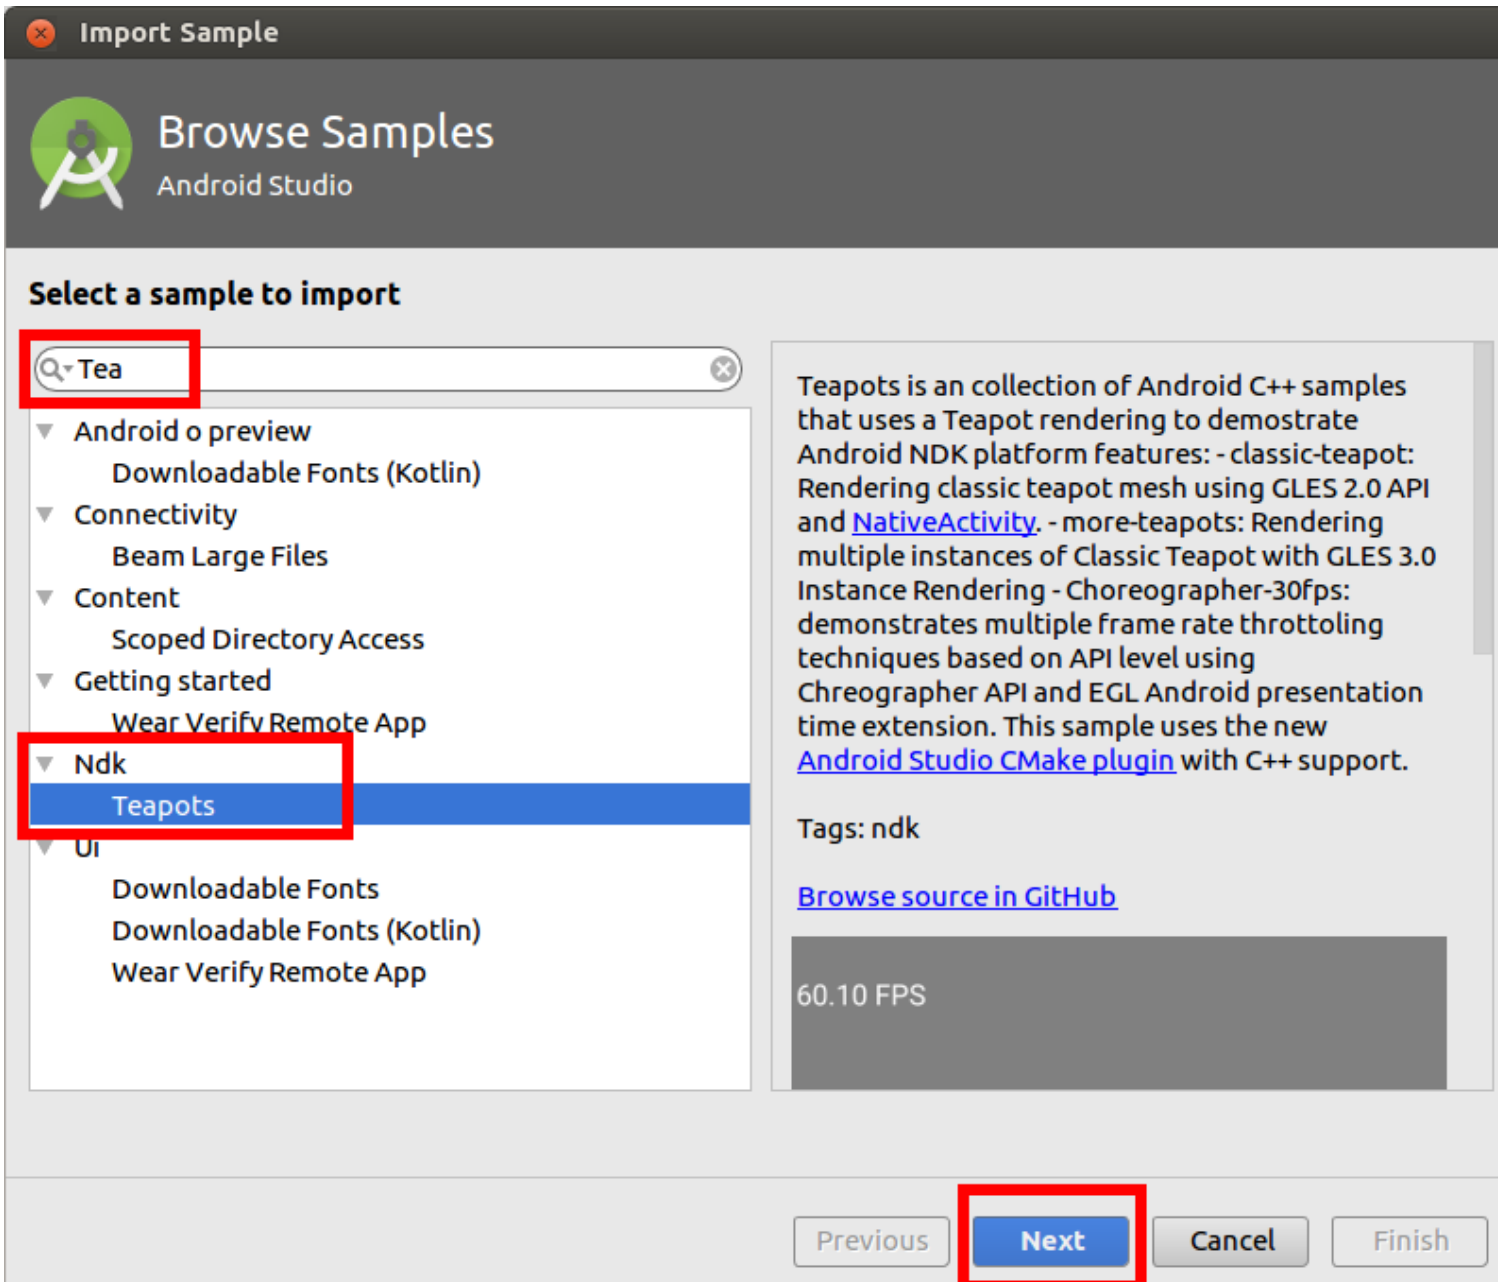 Import Sample
Browse Samples
Android Studio
Select a sample to import
Tea
Android o preview
Downloadable Fonts (Kotlin)
Connectivity
Beam Large Files
Content
Scoped Directory Access
Getting started
Wear Verify Remote App
Ndk
Teapots
Ui
Downloadable Fonts
Downloadable Fonts (Kotlin)
Wear Verify Remote App
Teapots is an collection of Android C++ samples
that uses a Teapot rendering to demostrate
Android NDK platform features: - classic-teapot:
Rendering classic teapot mesh using GLES 2.0 API
and NativeActivity. - more-teapots: Rendering
multiple instances of Classic Teapot with GLES 3.0
Instance Rendering - Choreographer-30fps:
demonstrates multiple frame rate throttoling
techniques based on API level using
Chreographer API and EGL Android presentation
time extension. This sample uses the new
Android Studio CMake plugin with C++ support.
Tags: ndk
Browse source in GitHub
60.10 FPS
Previous
Next
Cancel
Finish